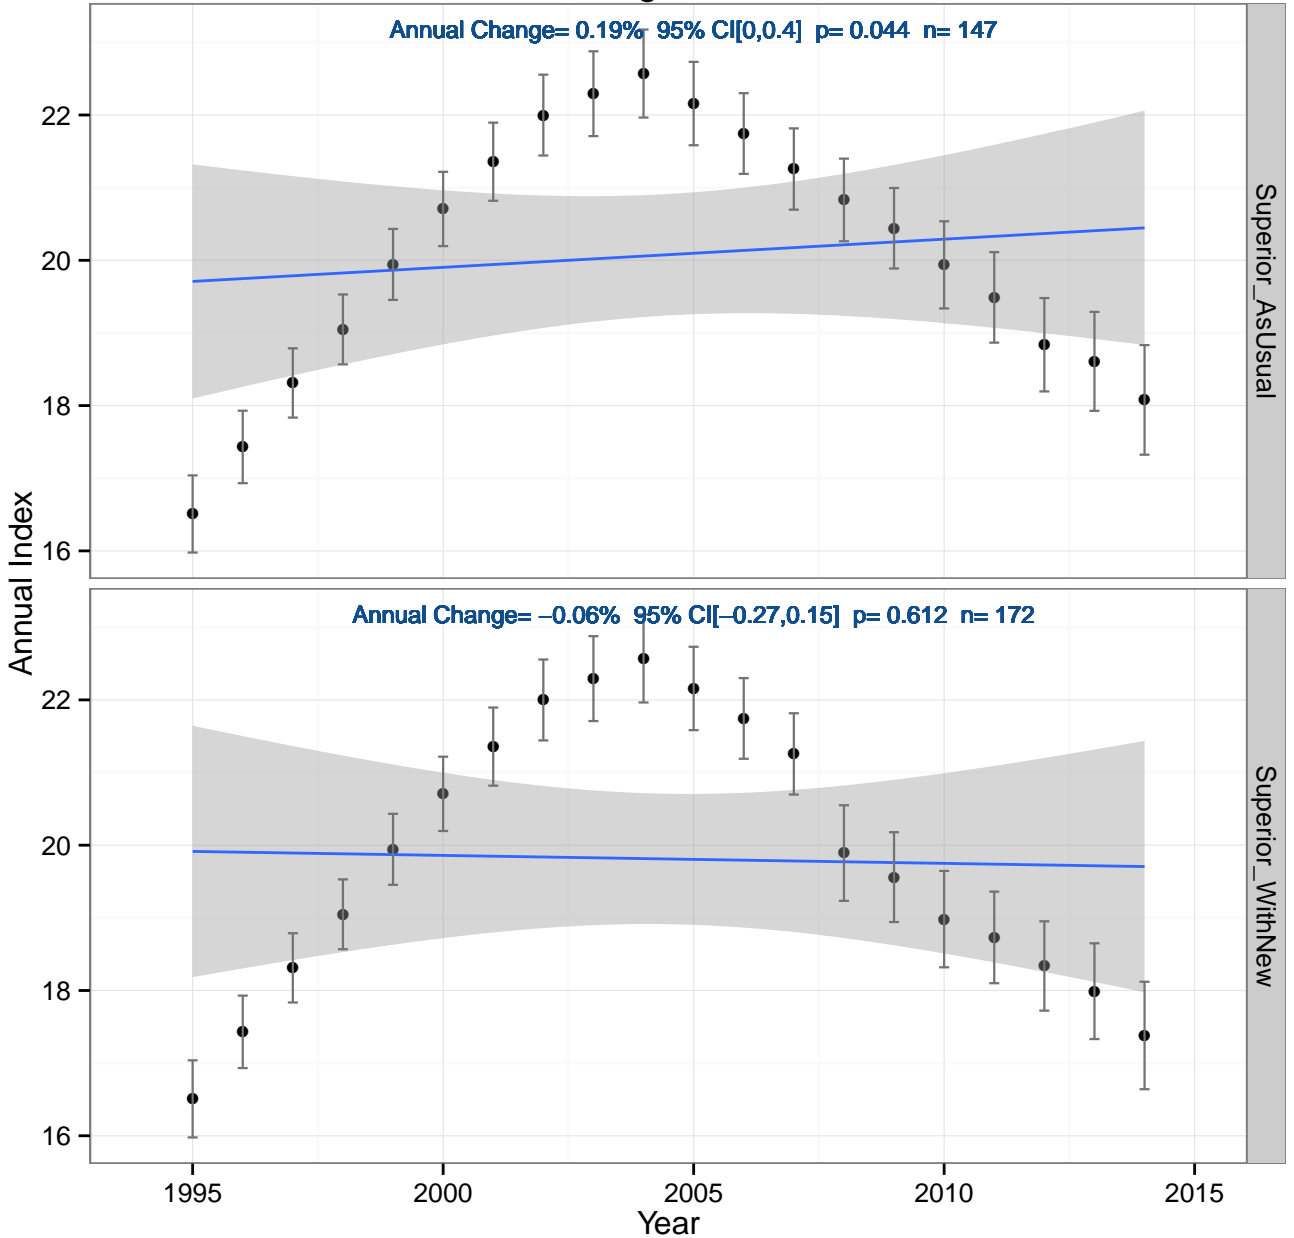 Annual Change= 0.19%  95% CI[0,0.4]  p= 0.044  n= 147
22
20
18
16
Superior_AsUsual
Annual Index
Annual Change= −0.06%  95% CI[−0.27,0.15]  p= 0.612  n= 172
22
20
18
16
Superior_WithNew
1995 2000 2005 2010 2015
Year